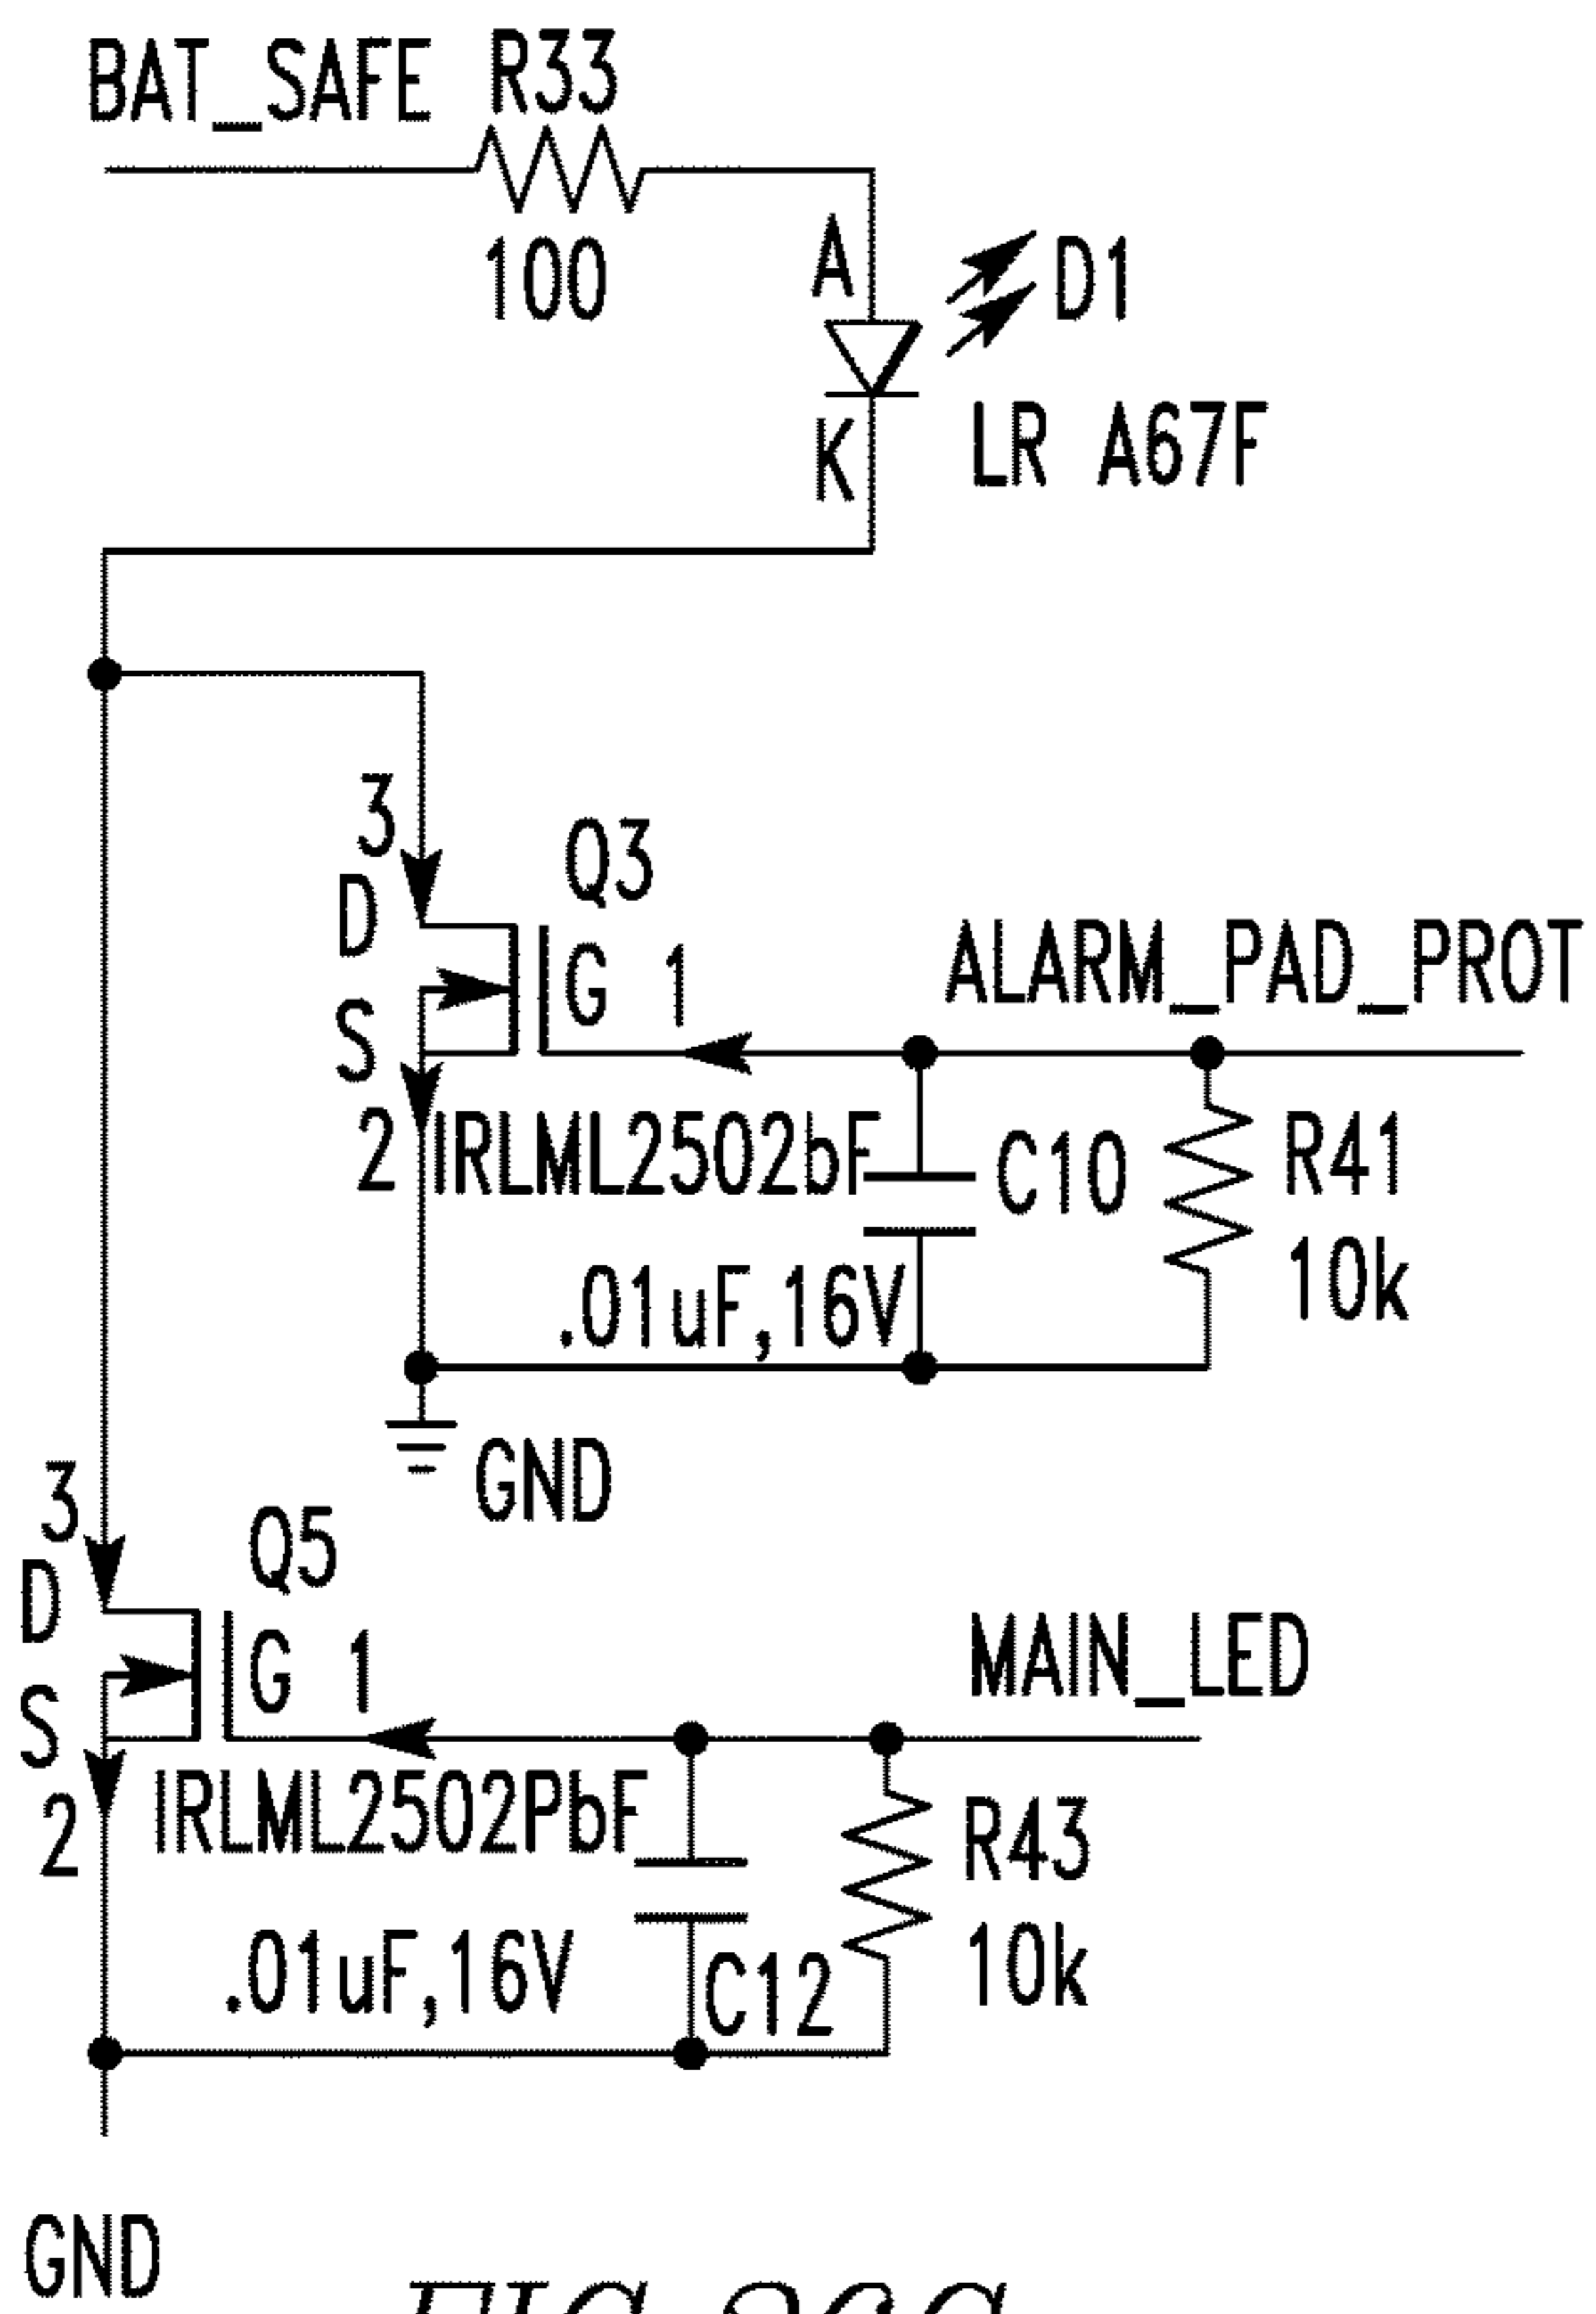 BAT_SAFE
R33
100
A
D1
K
LR A67F
3
D
Q3
G 1
S
2
ALARM_PAD_PROT
IRLML2502bF
C10
R41
.01uF,16V
10k
GND
3
D
Q5
G 1
S
2
MAIN_LED
IRLML2502PbF
R43
.01uF,16V
C12
10k
GND